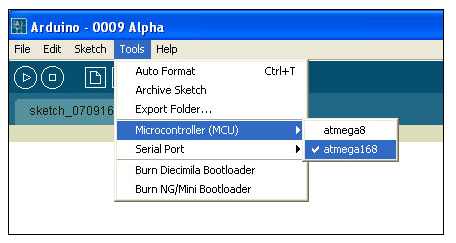 Arduino - 0009 Alpha
File Edit Sketch Tools Help
Auto Format Ctrl+T
Archive Sketch
Export Folder...
sketch_070916
Microcontroller (MCU)
atmega8
Serial Port
atmega168
Burn Diecimila Bootloader
Burn NG/Mini Bootloader